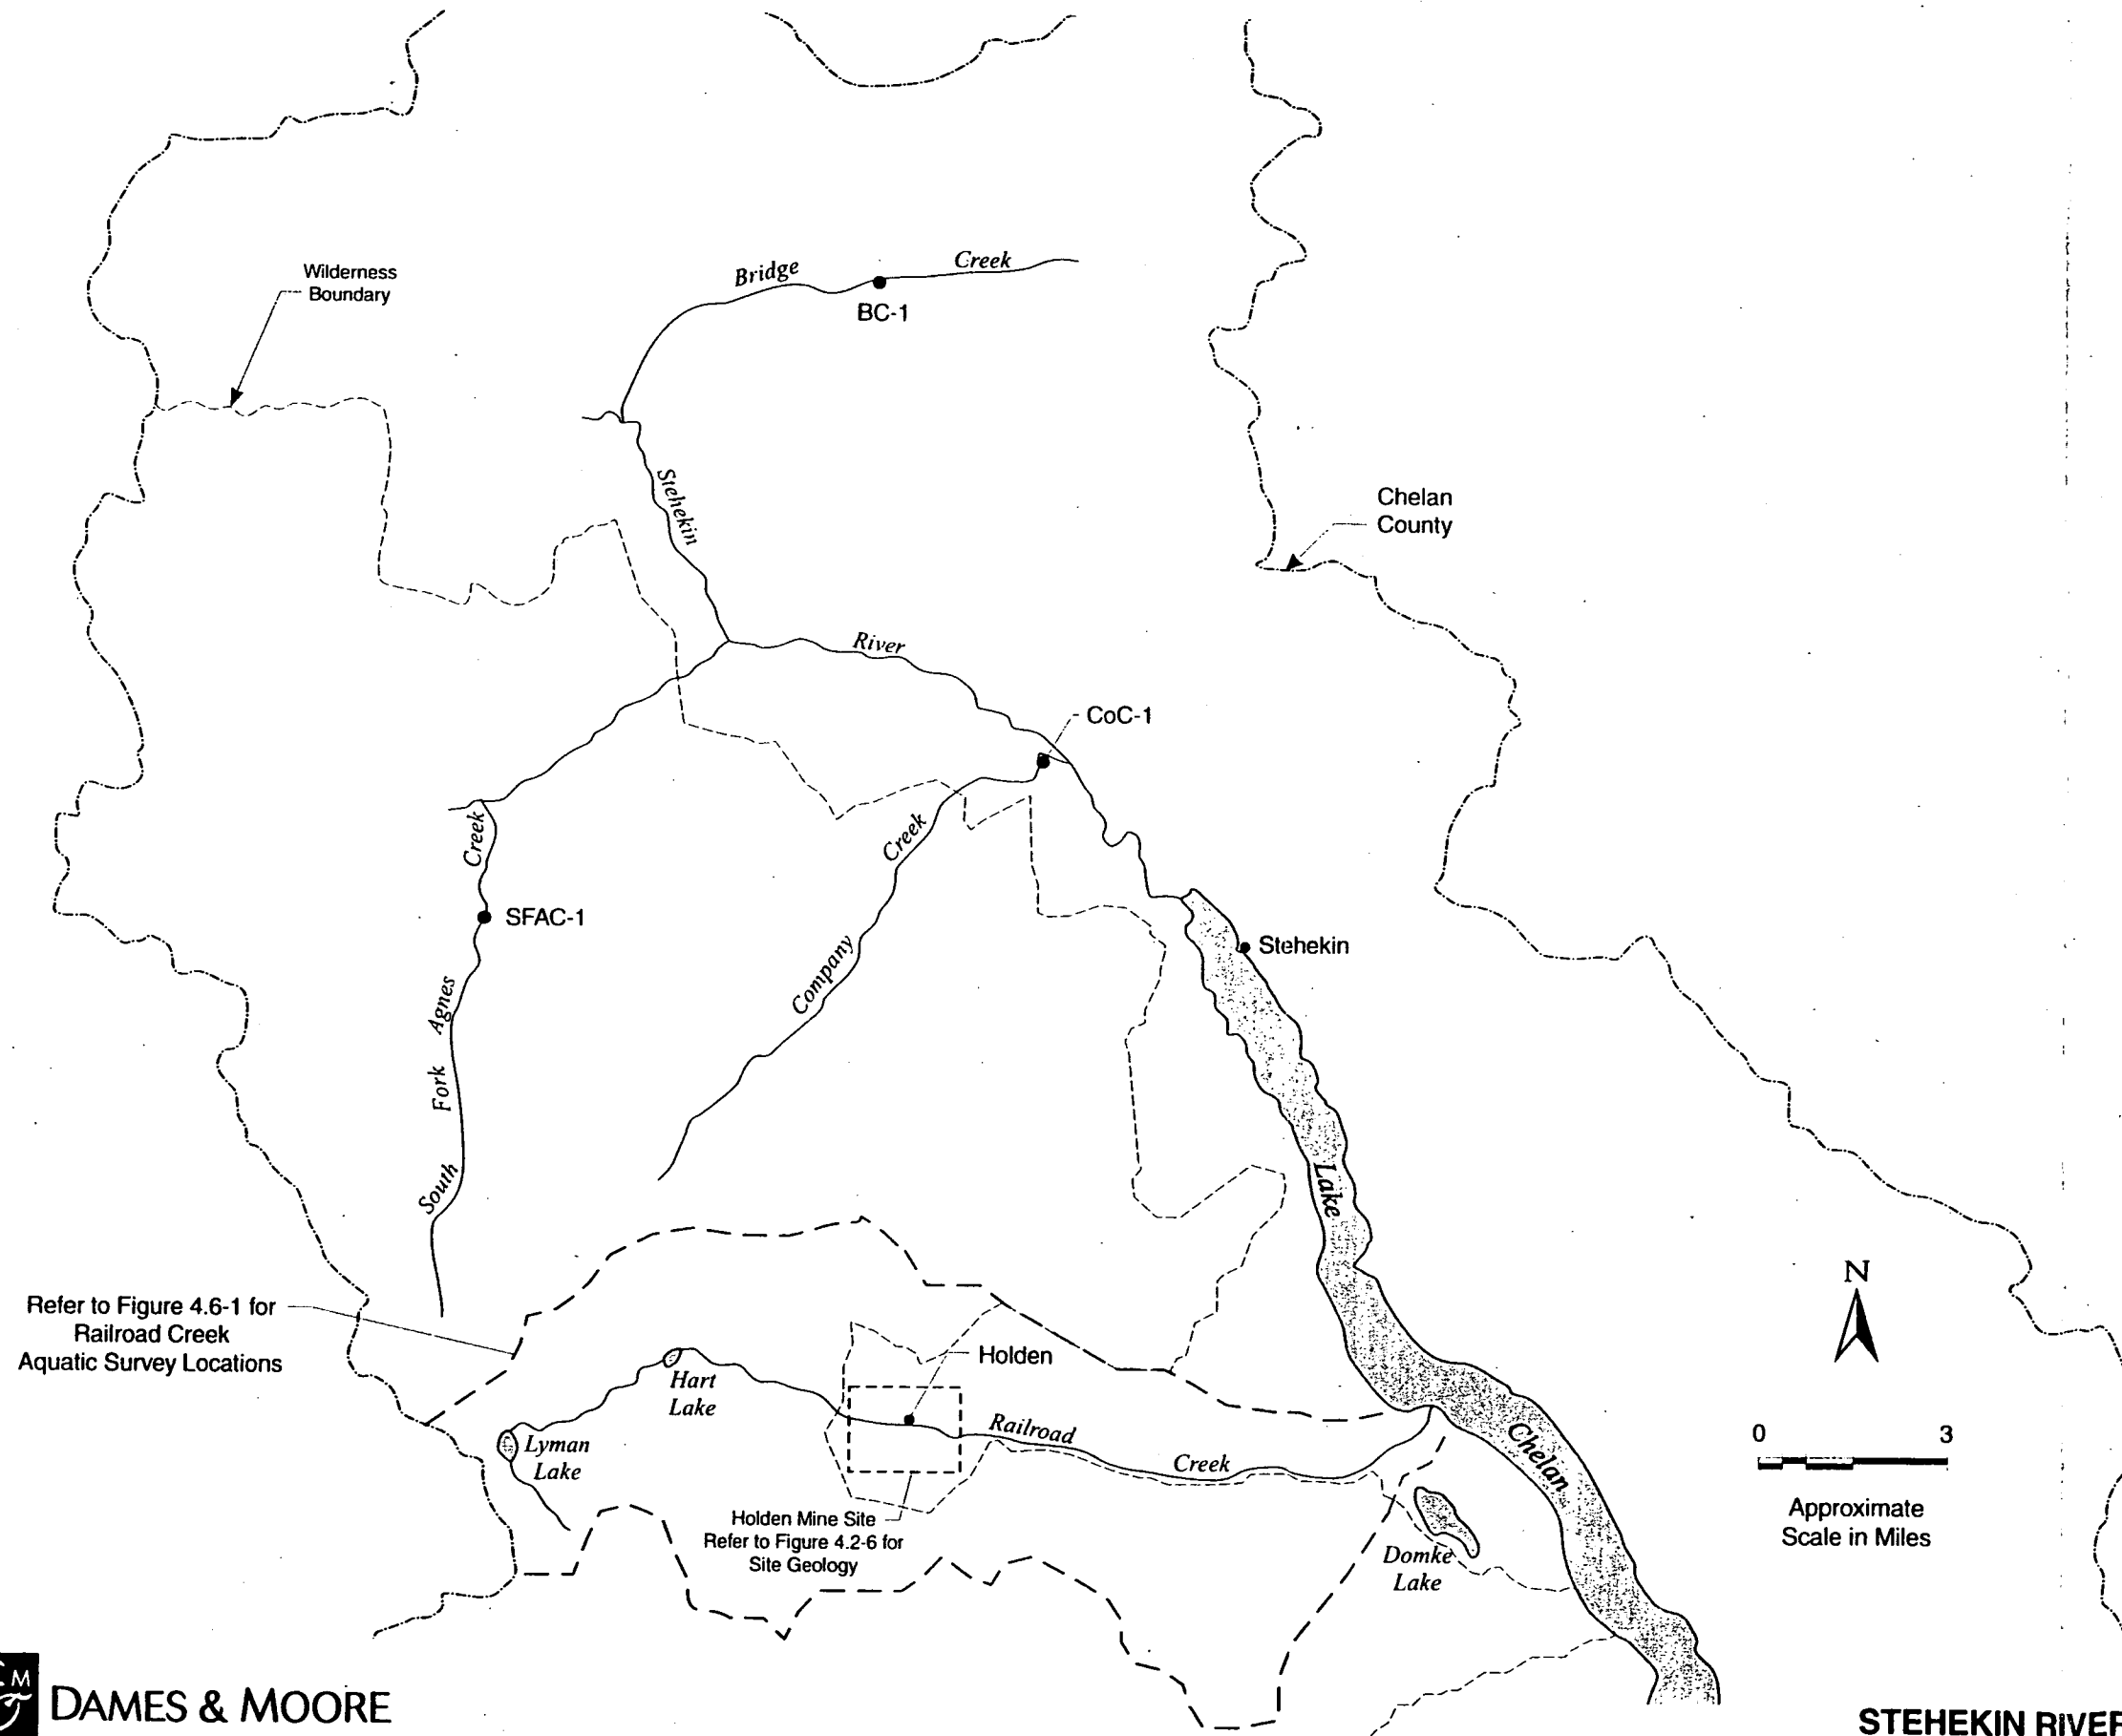 Wilderness
Boundary
Bridge Creek
BC-1
Stehekin River
Chelan
County
CoC-1
Company Creek
South Fork Agnes Creek
SFAC-1
Stehekin
Lake Chelan
Refer to Figure 4.6-1 for
Railroad Creek
Aquatic Survey Locations
Hart
Lake
Holden
Lyman
Lake
Railroad Creek
Holden Mine Site
Refer to Figure 4.2-6 for
Site Geology
Domke
Lake
N
0 3
Approximate
Scale in Miles
M
DAMES & MOORE
STEHEKIN RIVER